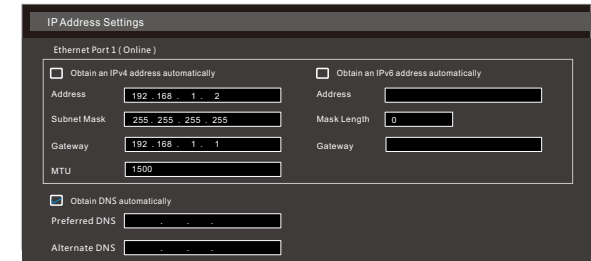 IP Address Settings
Ethernet Port 1 ( Online )
Obtain an IPv4 address automatically
Obtain an IPv6 address automatically
Address 192 . 168 . 1 . 2
Address
Subnet Mask 255 . 255 . 255 . 255
Mask Length 0
Gateway 192 . 168 . 1 . 1
Gateway
MTU 1500
Obtain DNS automatically
Preferred DNS . . .
Alternate DNS . . .